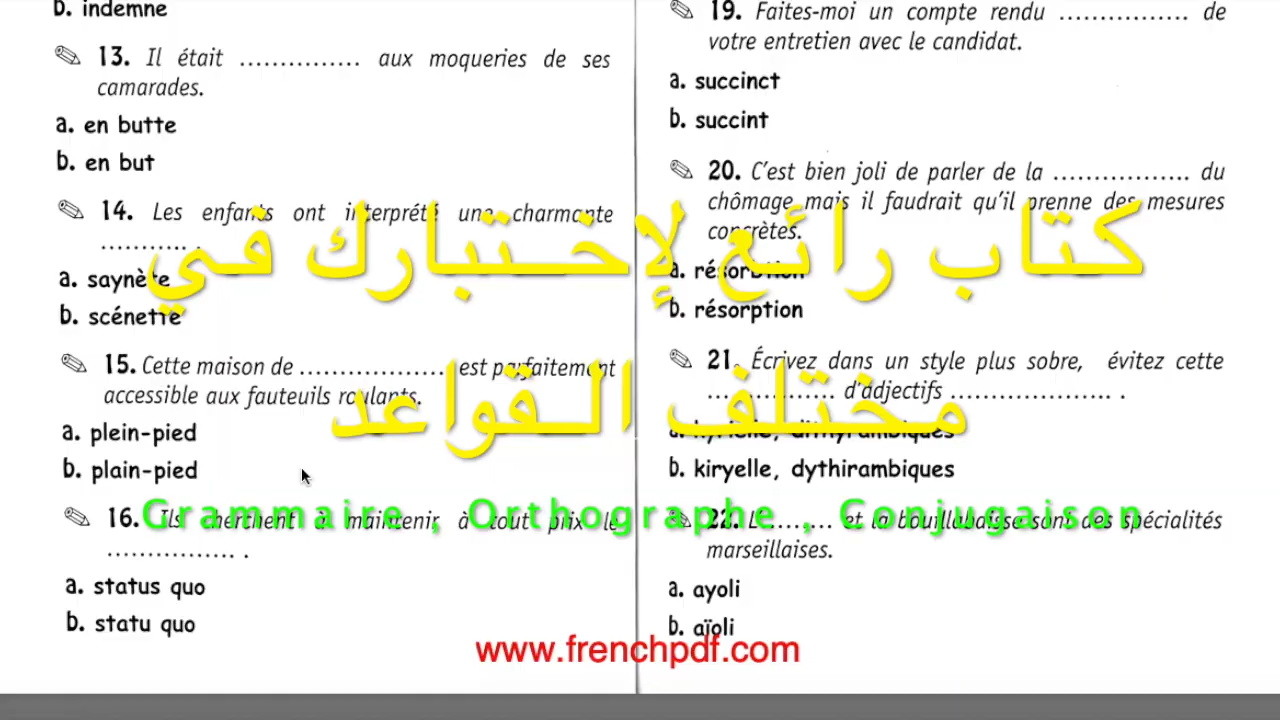 b. indemne
13. Il était ............... aux moqueries de ses
camarades.
a. en butte
b. en but
14. Les enfants ont interprété une charmante
........... .
a. saynète
b. scénette
15. Cette maison de .................. est parfaitement
accessible aux fauteuils roulants.
a. plein-pied
b. plain-pied
16. Ils cherchent à maintenir à tout prix le
................ .
a. status quo
b. statu quo
19. Faites-moi un compte rendu ................ de
votre entretien avec le candidat.
a. succinct
b. succint
20. C'est bien joli de parler de la ................. du
chômage mais il faudrait qu'il prenne des mesures
concrètes.
a. résorbtion
b. résorption
21. Écrivez dans un style plus sobre, évitez cette
................ d'adjectifs .................... .
a. kyrielle, dithyrambiques
b. kiryelle, dythirambiques
22. L......... et la bouillabaisse sont des spécialités
marseillaises.
a. ayoli
b. aïoli
كتاب رائع لإختبارك في
مختلف القواعد
Grammaire , Orthographe , Conjugaison
www.frenchpdf.com